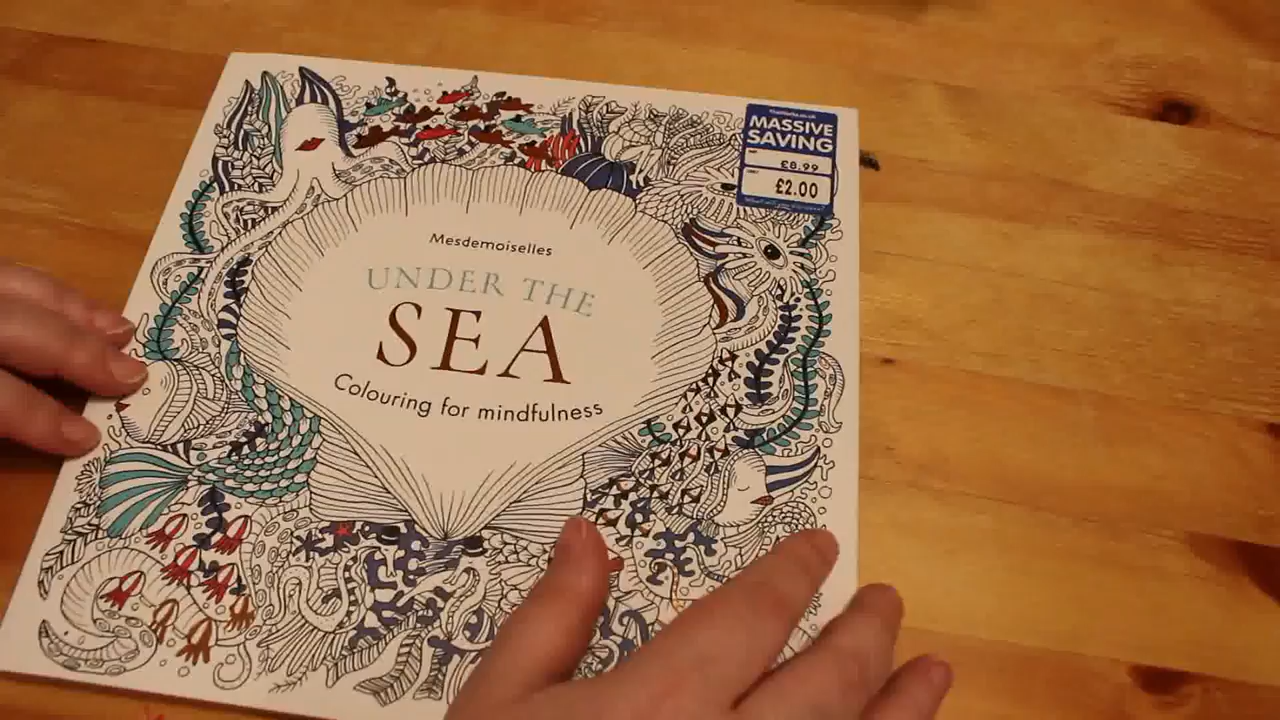 MASSIVE
SAVING
£8.99
£2.00
Mesdemoiselles
UNDER THE
SEA
Colouring for mindfulness